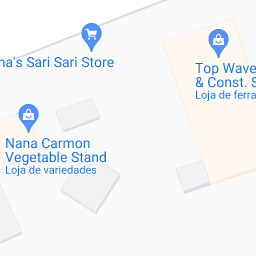 na's Sari Sari Store
Top Wave
& Const. S
Loja de ferra
Nana Carmon
Vegetable Stand
Loja de variedades